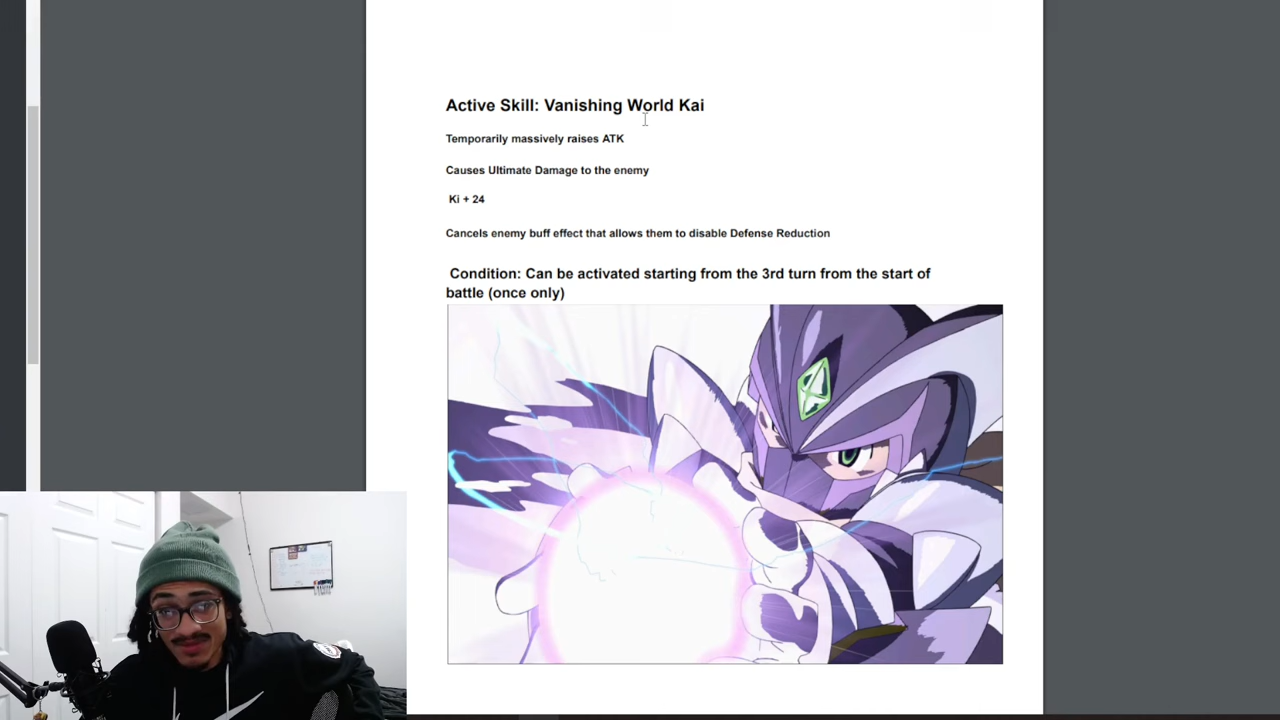 Active Skill: Vanishing World Kai
Temporarily massively raises ATK
Causes Ultimate Damage to the enemy
Ki + 24
Cancels enemy buff effect that allows them to disable Defense Reduction
Condition: Can be activated starting from the 3rd turn from the start of
battle (once only)